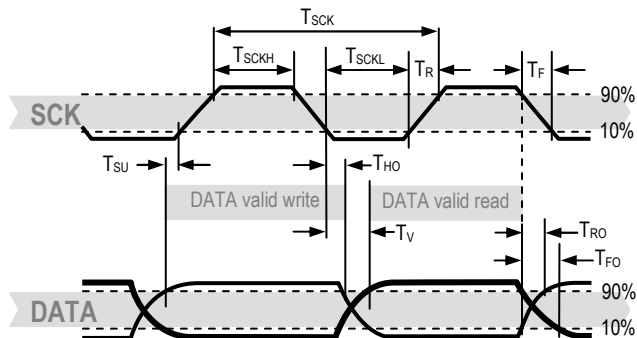 TSCK
TSCKH TSCKL TR TF
90%
SCK
10%
TSU THO
DATA valid write DATA valid read
TV TRO
TFO
90%
DATA
10%